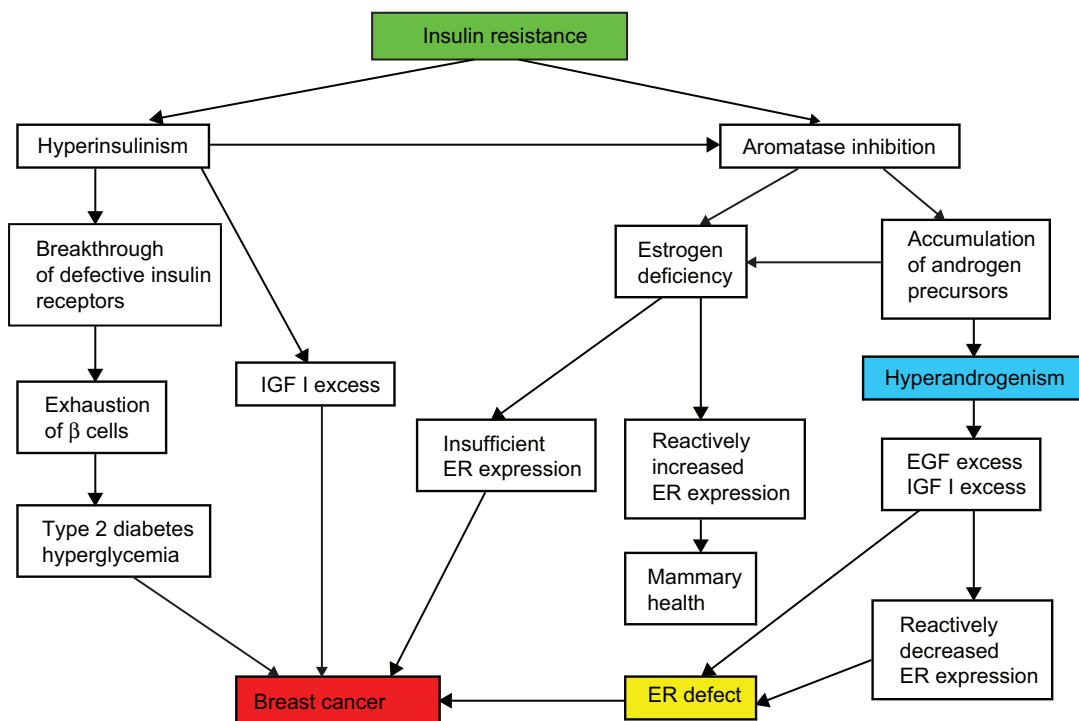 Insulin resistance
Hyperinsulinism
Aromatase inhibition
Breakthrough
of defective insulin
receptors
Estrogen
deficiency
Accumulation
of androgen
precursors
IGF I excess
Hyperandrogenism
Exhaustion
of β cells
Insufficient
ER expression
Reactively
increased
ER expression
EGF excess
IGF I excess
Type 2 diabetes
hyperglycemia
Mammary
health
Reactively
decreased
ER expression
Breast cancer
ER defect